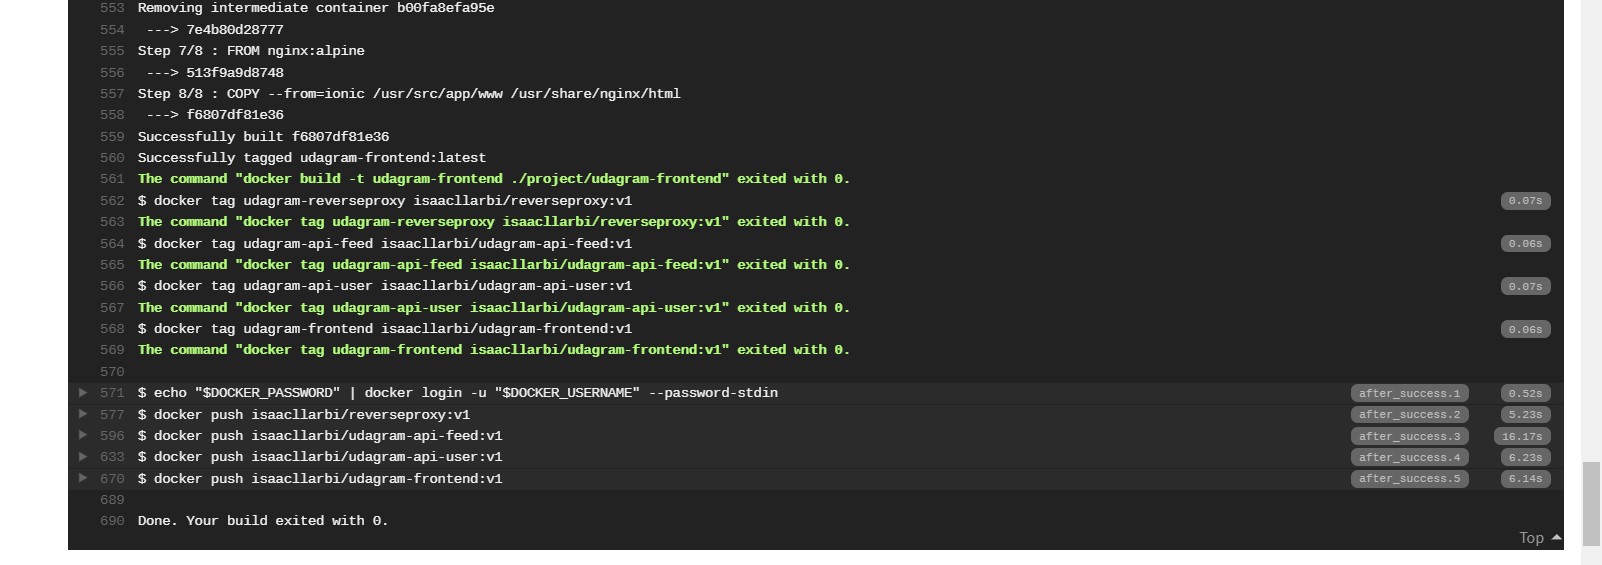 553 Removing intermediate container b00fa8efa95e
554 ---> 7e4b80d28777
555 Step 7/8 : FROM nginx:alpine
556 ---> 513f9a9d8748
557 Step 8/8 : COPY --from=ionic /usr/src/app/www /usr/share/nginx/html
558 ---> f6807df81e36
559 Successfully built f6807df81e36
560 Successfully tagged udagram-frontend:latest
561 The command "docker build -t udagram-frontend ./project/udagram-frontend" exited with 0.
562 $ docker tag udagram-reverseproxy isaacllarbi/reverseproxy:v1 0.07s
563 The command "docker tag udagram-reverseproxy isaacllarbi/reverseproxy:v1" exited with 0.
564 $ docker tag udagram-api-feed isaacllarbi/udagram-api-feed:v1 0.06s
565 The command "docker tag udagram-api-feed isaacllarbi/udagram-api-feed:v1" exited with 0.
566 $ docker tag udagram-api-user isaacllarbi/udagram-api-user:v1 0.07s
567 The command "docker tag udagram-api-user isaacllarbi/udagram-api-user:v1" exited with 0.
568 $ docker tag udagram-frontend isaacllarbi/udagram-frontend:v1 0.06s
569 The command "docker tag udagram-frontend isaacllarbi/udagram-frontend:v1" exited with 0.
570
571 $ echo "$DOCKER_PASSWORD" | docker login -u "$DOCKER_USERNAME" --password-stdin after_success.1 0.52s
577 $ docker push isaacllarbi/reverseproxy:v1 after_success.2 5.23s
596 $ docker push isaacllarbi/udagram-api-feed:v1 after_success.3 16.17s
633 $ docker push isaacllarbi/udagram-api-user:v1 after_success.4 6.23s
670 $ docker push isaacllarbi/udagram-frontend:v1 after_success.5 6.14s
689
690 Done. Your build exited with 0.
Top